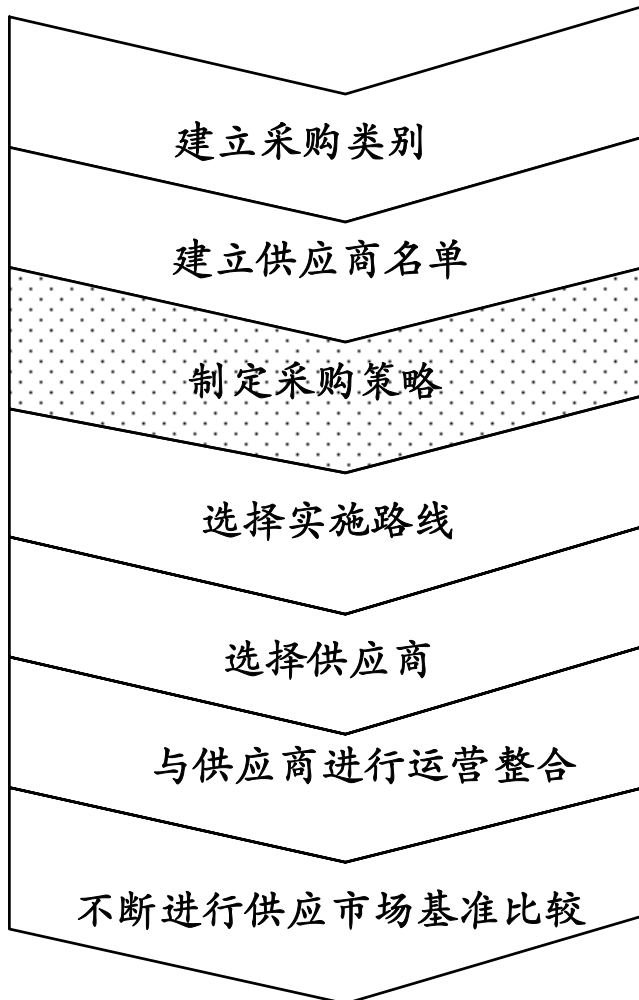 建立采购类别
建立供应商名单
制定采购策略
选择实施路线
选择供应商
与供应商进行运营整合
不断进行供应市场基准比较